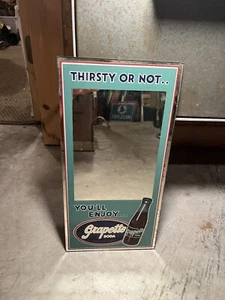 THIRSTY OR NOT..
YOU'LL
ENJOY...
Grapette
SODA
Grapette